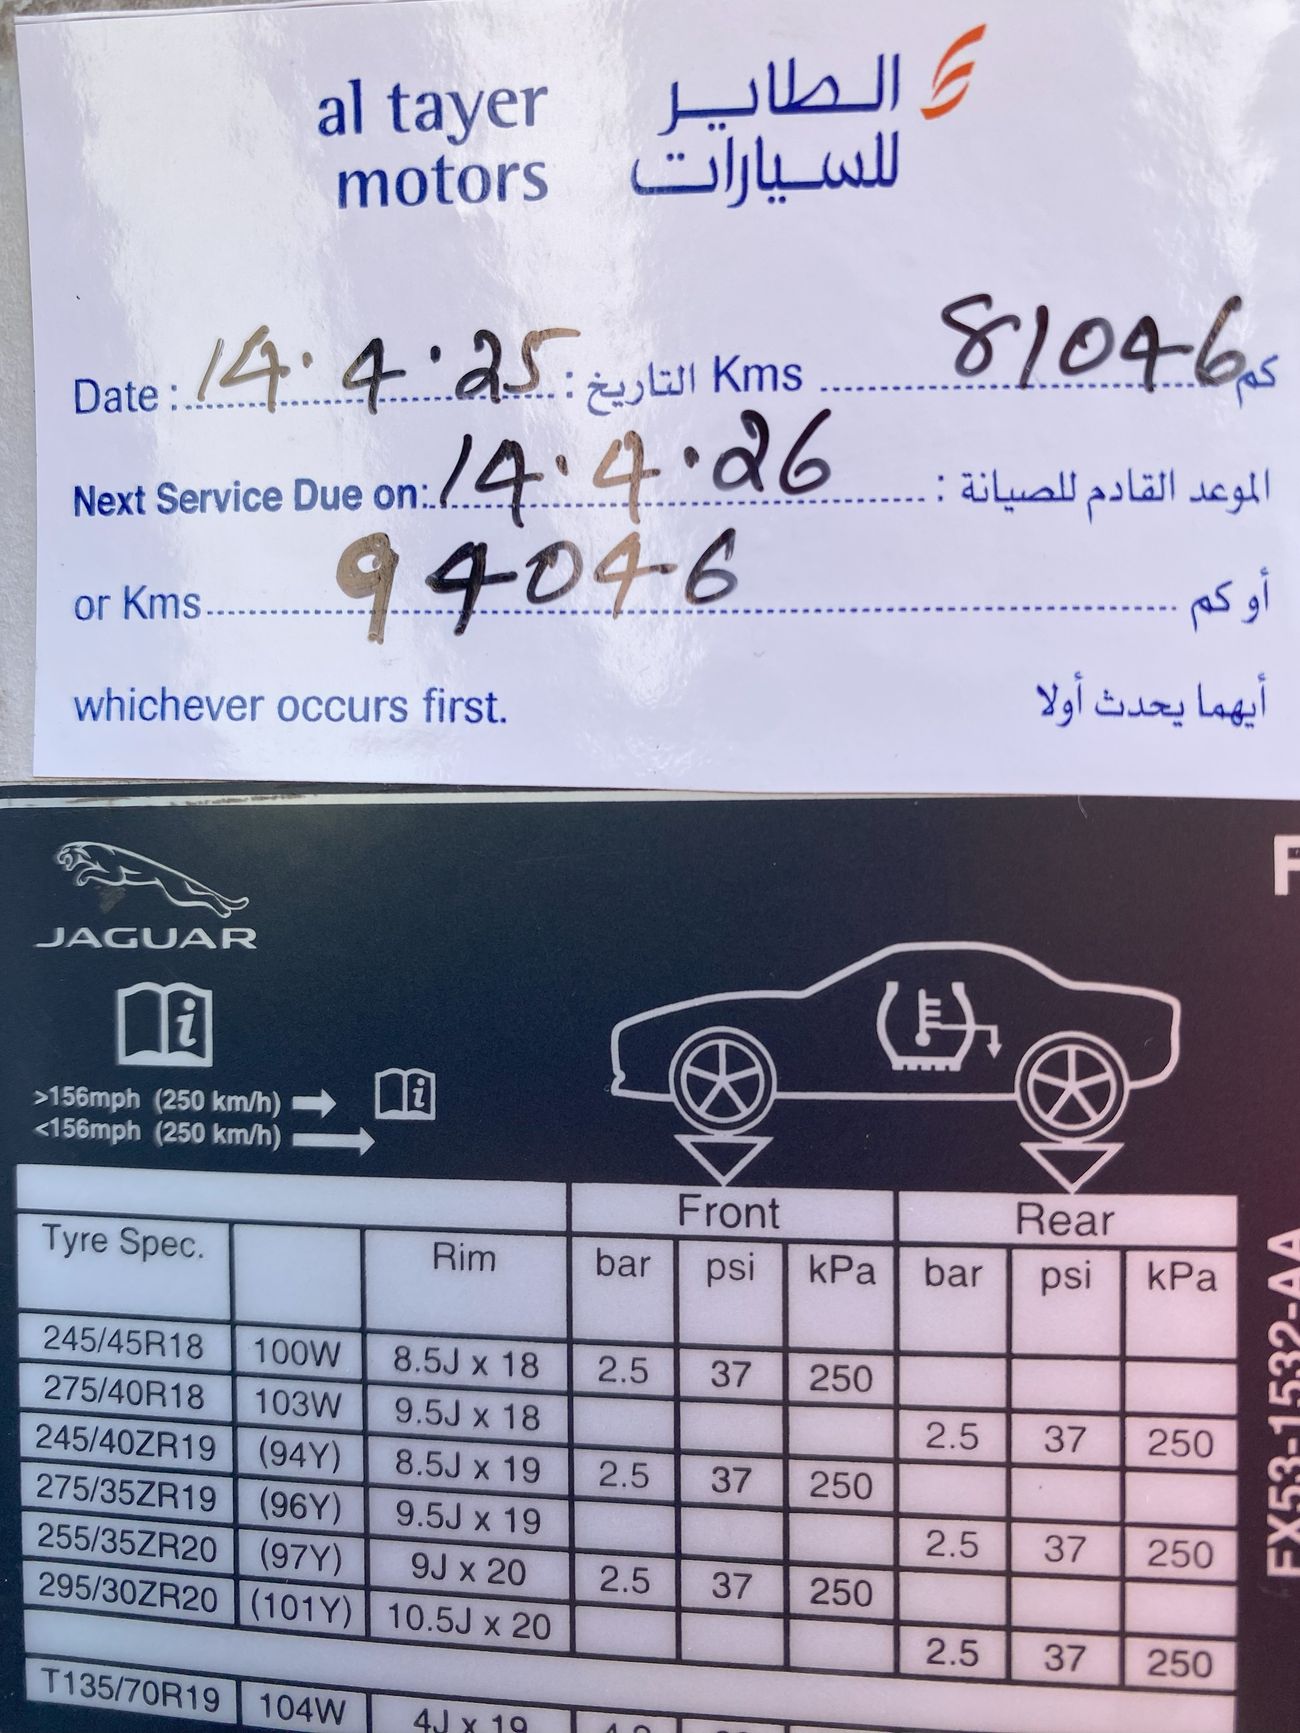 al tayer
motors
الطاير
للسيارات
Date : 14.4.25 : التاريخ Kms 81046 كم
Next Service Due on: 14.4.26 : الموعد القادم للصيانة
or Kms 94046 أو كم
whichever occurs first. أيهما يحدث أولا
JAGUAR
>156mph (250 km/h)
<156mph (250 km/h)
Front Rear
Tyre Spec. Rim bar psi kPa bar psi kPa
245/45R18 100W 8.5J x 18 2.5 37 250
275/40R18 103W 9.5J x 18 2.5 37 250
245/40ZR19 (94Y) 8.5J x 19 2.5 37 250
275/35ZR19 (96Y) 9.5J x 19 2.5 37 250
255/35ZR20 (97Y) 9J x 20 2.5 37 250
295/30ZR20 (101Y) 10.5J x 20 2.5 37 250
T135/70R19 104W 4J x 19
FX53-1532-AA